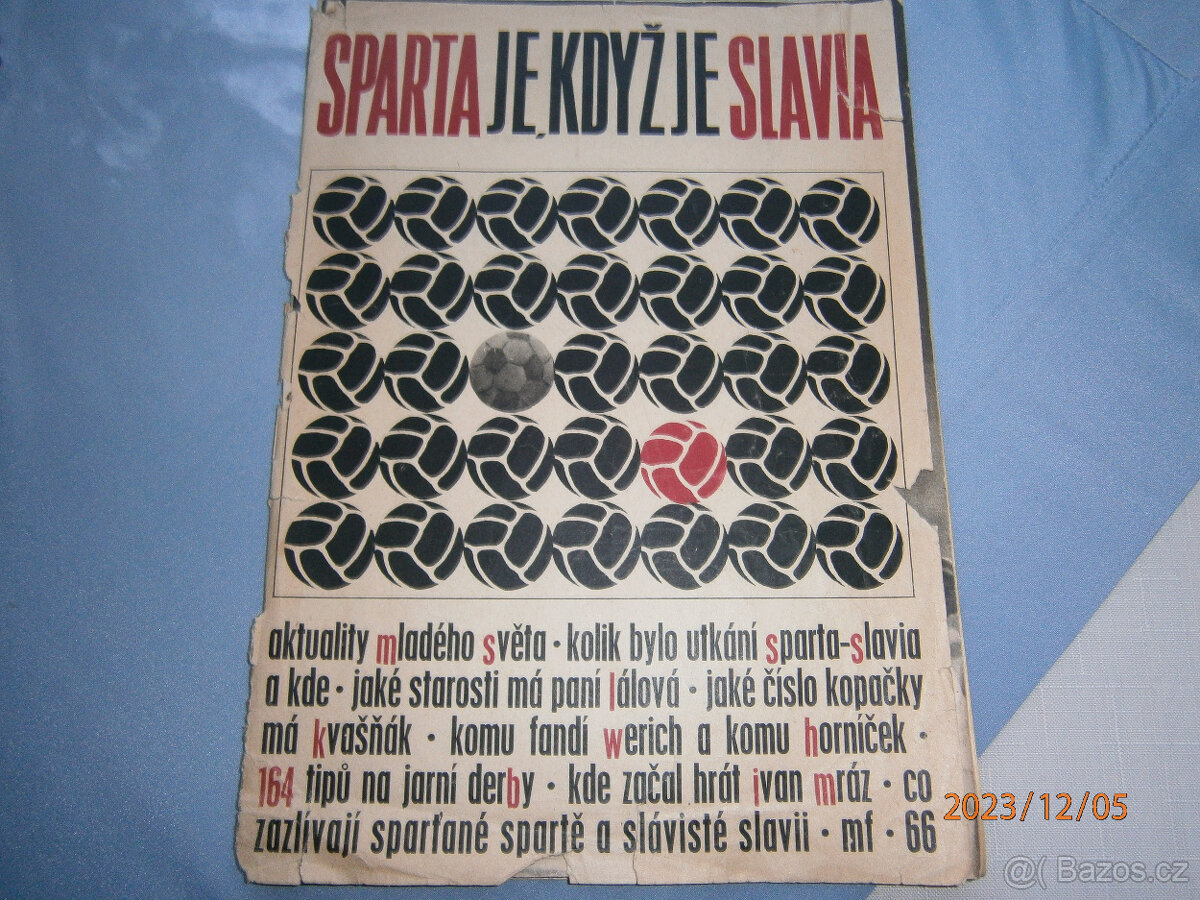 SPARTA JE, KDYŽ JE SLAVIA
aktuality mladého světa • kolik bylo utkání sparta-slavia
a kde • jaké starosti má paní lálová • jaké číslo kopačky
má kvašňák • komu fandí werich a komu horníček •
164 tipů na jarní derby • kde začal hrát ivan mráz • co
zazlívají sparťané spartě a slávisté slavii • mf • 66
2023/12/05
@( Bazos.cz